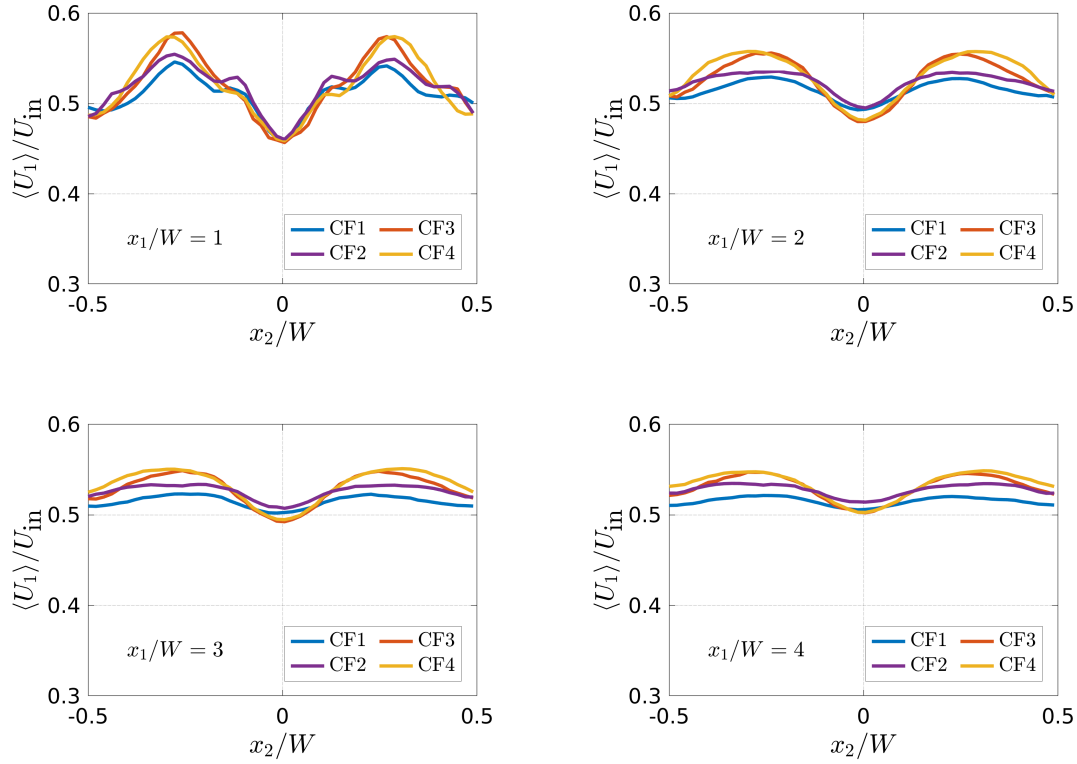 0.6
0.5
0.4
0.3
⟨U₁⟩/U_in
x₁/W = 1
CF1 CF3
CF2 CF4
-0.5 0 0.5
x₂/W
0.6
0.5
0.4
0.3
⟨U₁⟩/U_in
x₁/W = 2
CF1 CF3
CF2 CF4
-0.5 0 0.5
x₂/W
0.6
0.5
0.4
0.3
⟨U₁⟩/U_in
x₁/W = 3
CF1 CF3
CF2 CF4
-0.5 0 0.5
x₂/W
0.6
0.5
0.4
0.3
⟨U₁⟩/U_in
x₁/W = 4
CF1 CF3
CF2 CF4
-0.5 0 0.5
x₂/W